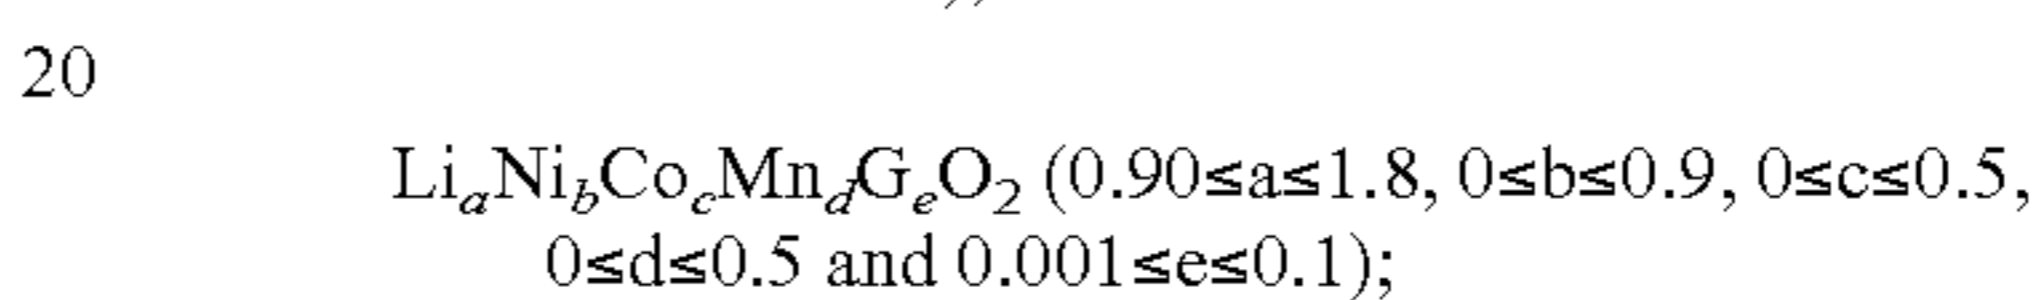 20
LiₐNi_bCo_cMn_dGₑO₂ (0.90≤a≤1.8, 0≤b≤0.9, 0≤c≤0.5,
0≤d≤0.5 and 0.001≤e≤0.1);